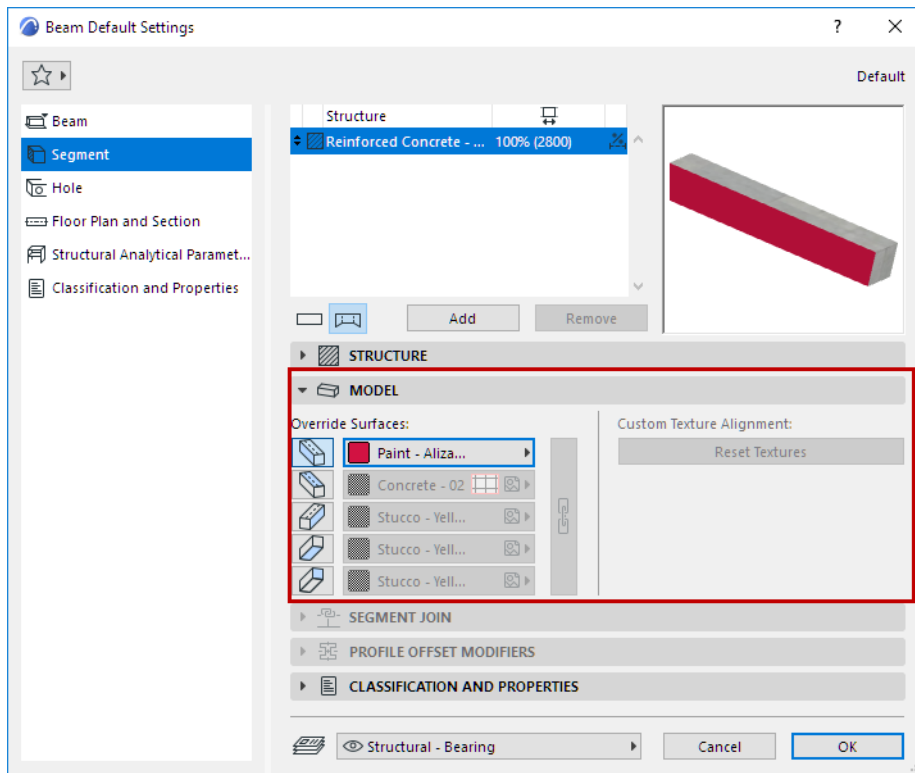 Beam Default Settings
?
Default
Beam
Segment
Hole
Floor Plan and Section
Structural Analytical Paramet...
Classification and Properties
Structure
Reinforced Concrete - ... 100% (2800)
Add
Remove
STRUCTURE
MODEL
Override Surfaces:
Custom Texture Alignment:
Paint - Aliza...
Reset Textures
Concrete - 02
Stucco - Yell...
Stucco - Yell...
Stucco - Yell...
SEGMENT JOIN
PROFILE OFFSET MODIFIERS
CLASSIFICATION AND PROPERTIES
Structural - Bearing
Cancel
OK